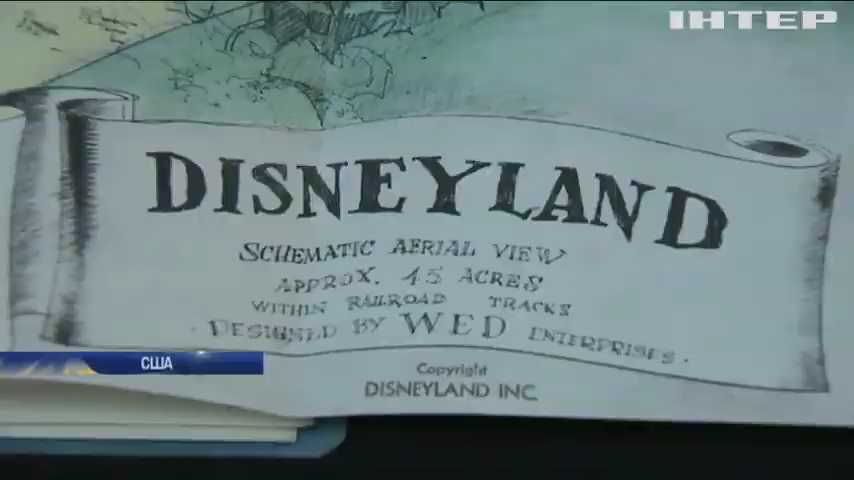 ІНТЕР
DISNEYLAND
SCHEMATIC AERIAL VIEW
APPROX. 45 ACRES
WITHIN RAILROAD TRACKS
DESIGNED BY WED ENTERPRISES.
США
Copyright
DISNEYLAND INC.